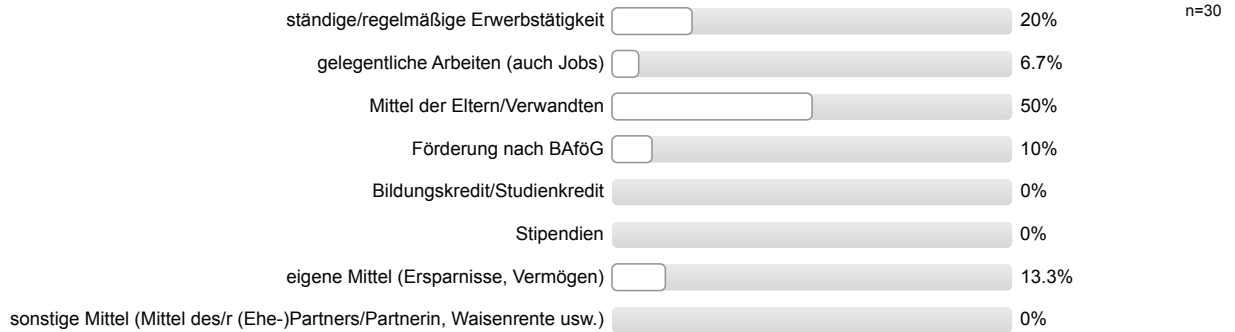 ständige/regelmäßige Erwerbstätigkeit 20% n=30
gelegentliche Arbeiten (auch Jobs) 6.7%
Mittel der Eltern/Verwandten 50%
Förderung nach BAföG 10%
Bildungskredit/Studienkredit 0%
Stipendien 0%
eigene Mittel (Ersparnisse, Vermögen) 13.3%
sonstige Mittel (Mittel des/r (Ehe-)Partners/Partnerin, Waisenrente usw.) 0%